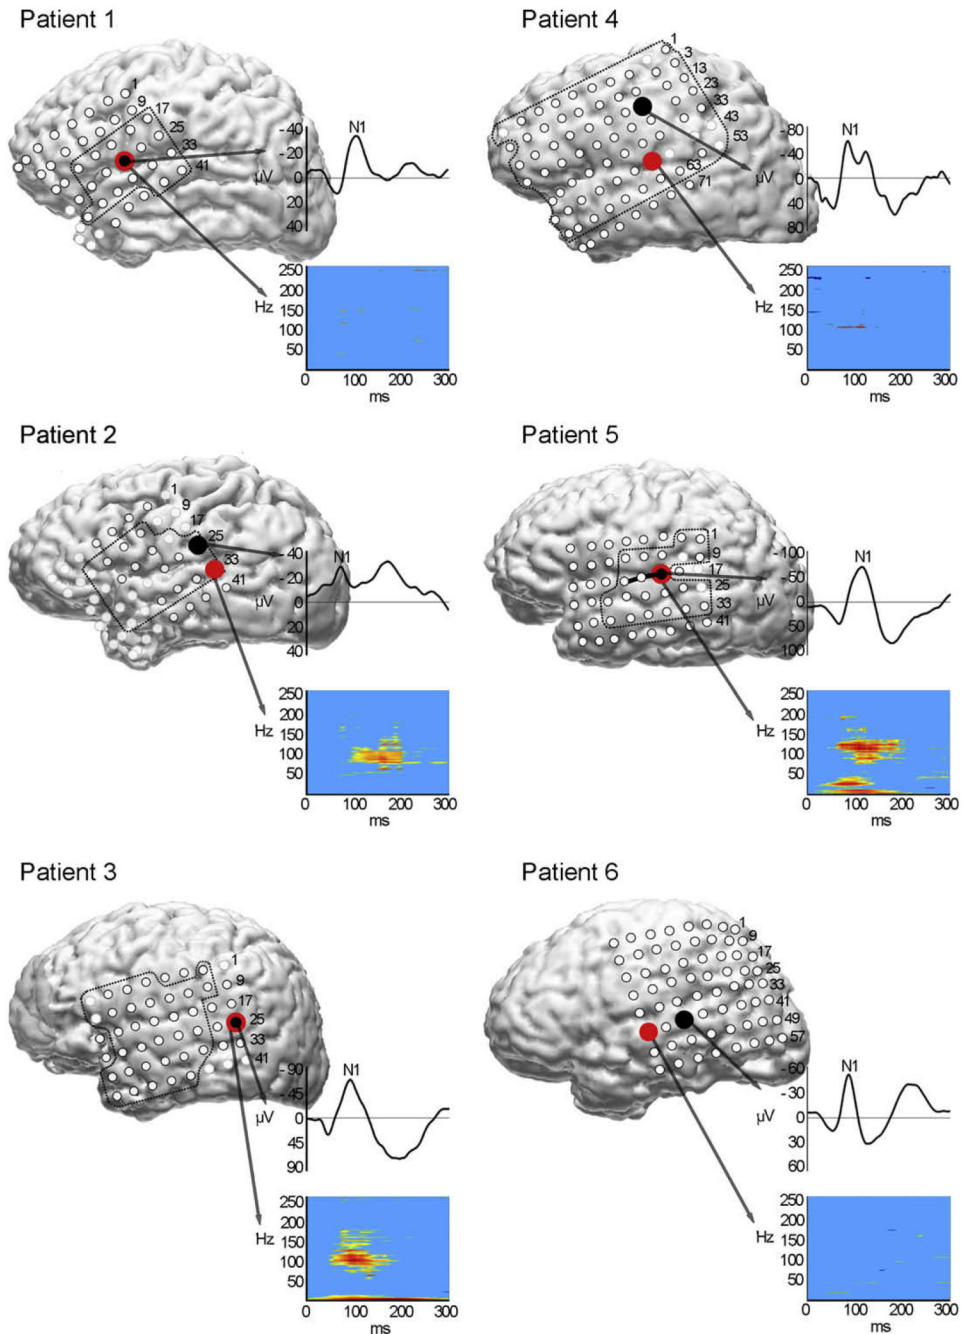 Patient 1
1
9
17
25
33
41
- 40
- 20
0
20
40
μV
N1
Hz
250
200
150
100
50
0 100 200 300
ms
Patient 4
1
3
13
23
33
43
53
63
71
- 80
- 40
0
40
80
μV
N1
Hz
250
200
150
100
50
0 100 200 300
ms
Patient 2
1
9
17
25
33
41
40
- 20
0
20
40
μV
N1
Hz
250
200
150
100
50
0 100 200 300
ms
Patient 5
1
9
17
25
33
41
- 100
- 50
0
50
100
μV
N1
Hz
250
200
150
100
50
0 100 200 300
ms
Patient 3
1
9
17
25
33
41
- 90
- 45
0
45
90
μV
N1
Hz
250
200
150
100
50
0 100 200 300
ms
Patient 6
1
9
17
25
33
41
49
57
- 60
- 30
0
30
60
μV
N1
Hz
250
200
150
100
50
0 100 200 300
ms